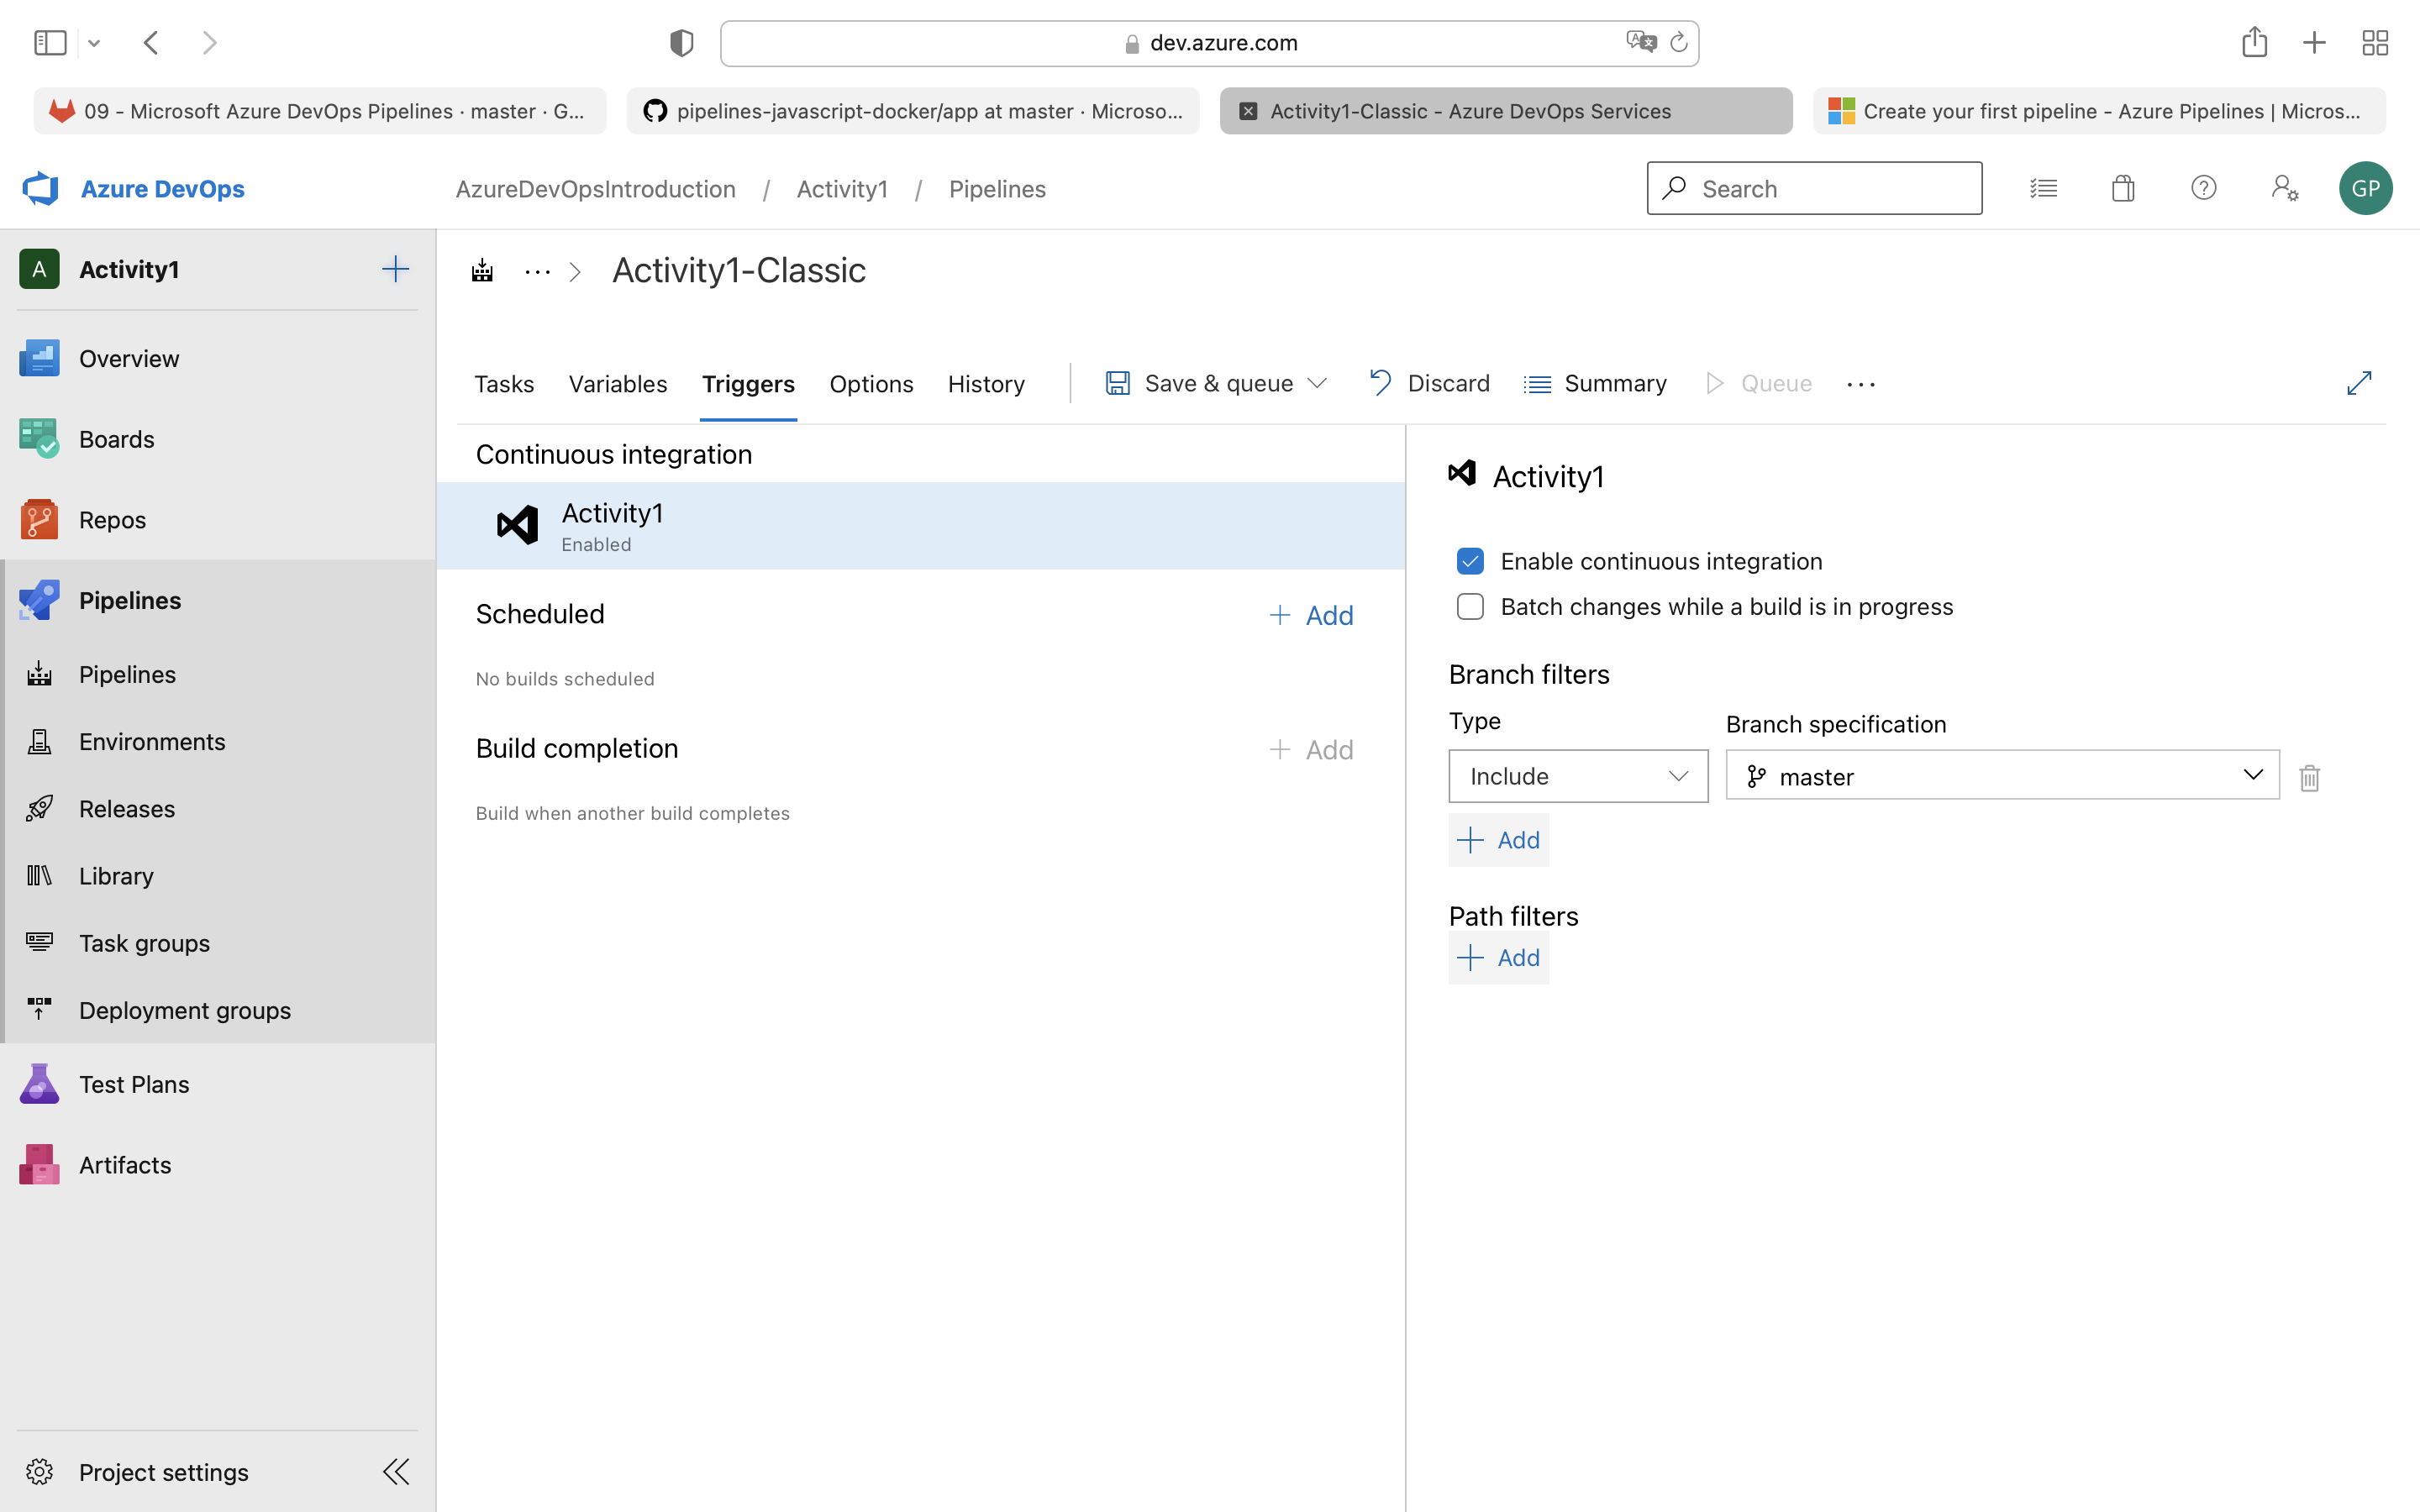 dev.azure.com
09 - Microsoft Azure DevOps Pipelines · master · G...
pipelines-javascript-docker/app at master · Microso...
Activity1-Classic - Azure DevOps Services
Create your first pipeline - Azure Pipelines | Micros...
Azure DevOps
AzureDevOpsIntroduction / Activity1 / Pipelines
Search
GP
A Activity1
Overview
Boards
Repos
Pipelines
Pipelines
Environments
Releases
Library
Task groups
Deployment groups
Test Plans
Artifacts
Project settings
... > Activity1-Classic
Tasks Variables Triggers Options History Save & queue Discard Summary Queue ...
Continuous integration
Activity1
Enabled
Scheduled + Add
No builds scheduled
Build completion + Add
Build when another build completes
Activity1
Enable continuous integration
Batch changes while a build is in progress
Branch filters
Type Branch specification
Include master
+ Add
Path filters
+ Add